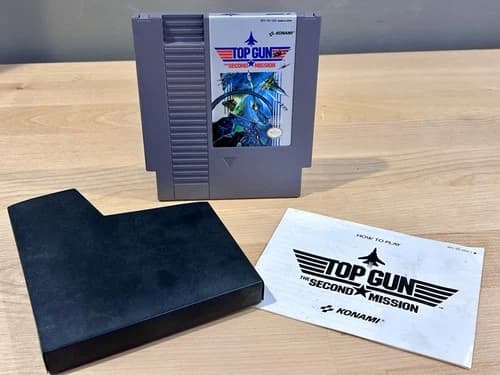 KONAMI
TOP GUN
THE SECOND MISSION
HOW TO PLAY
TOP GUN
THE SECOND MISSION
KONAMI